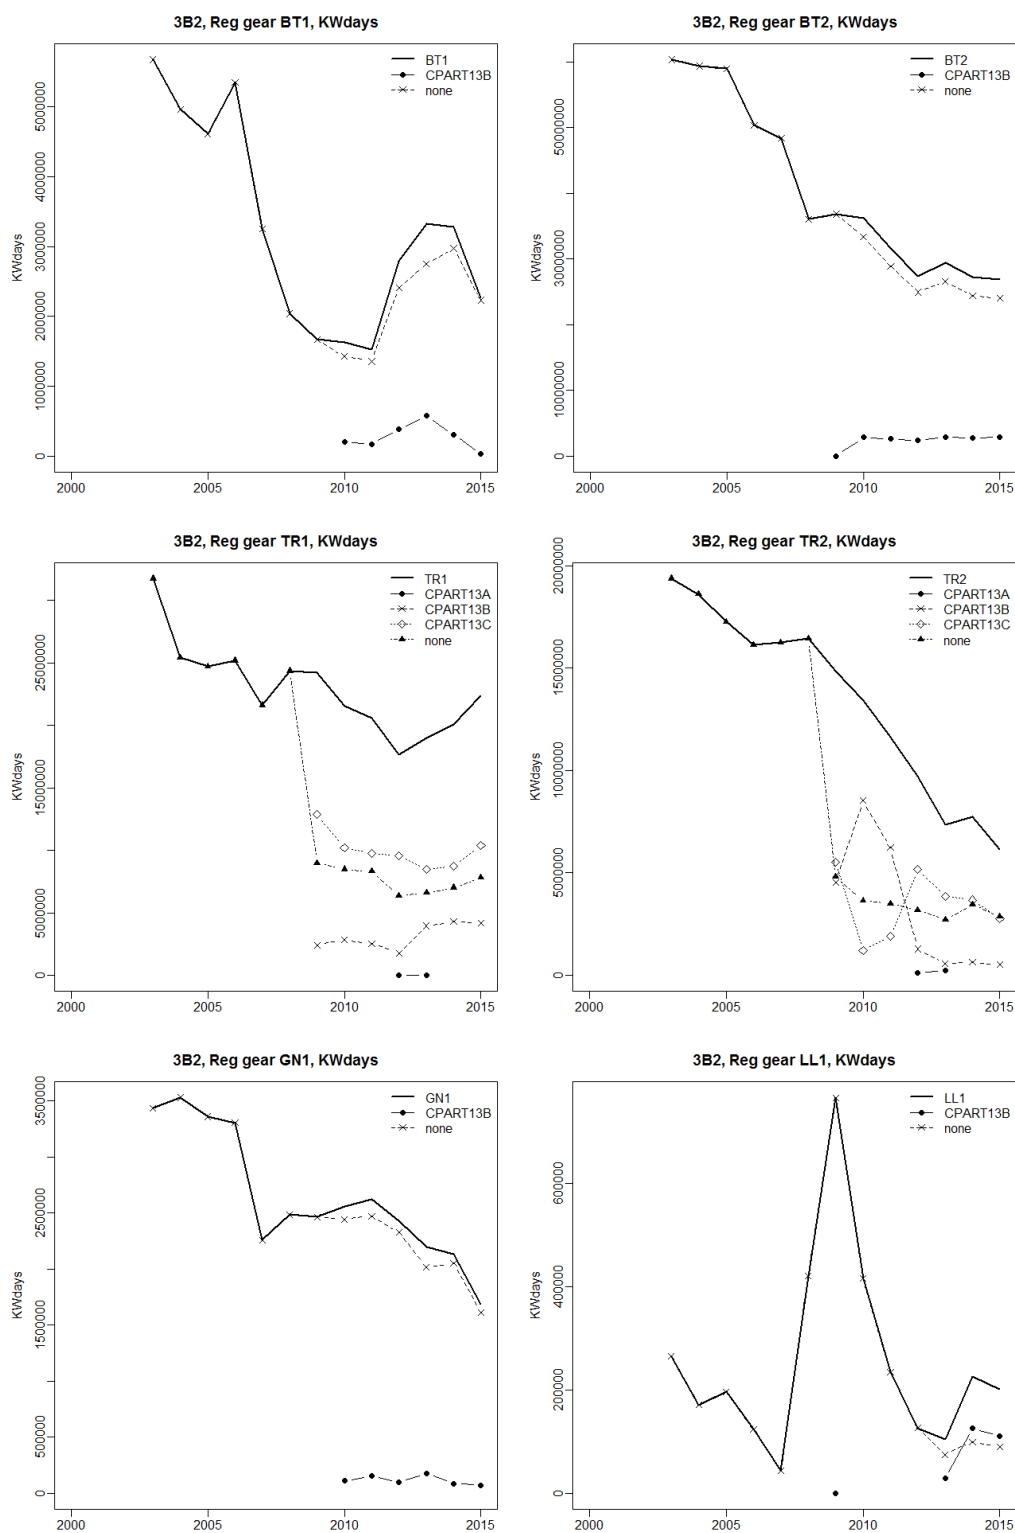 3B2, Reg gear BT1, KWdays
BT1
CPART13B
none
KWdays
0
1000000
2000000
3000000
4000000
5000000
2000 2005 2010 2015
3B2, Reg gear BT2, KWdays
BT2
CPART13B
none
KWdays
0
10000000
30000000
50000000
2000 2005 2010 2015
3B2, Reg gear TR1, KWdays
TR1
CPART13A
CPART13B
CPART13C
none
KWdays
0
5000000
15000000
25000000
2000 2005 2010 2015
3B2, Reg gear TR2, KWdays
TR2
CPART13A
CPART13B
CPART13C
none
KWdays
0
5000000
10000000
15000000
20000000
2000 2005 2010 2015
3B2, Reg gear GN1, KWdays
GN1
CPART13B
none
KWdays
0
500000
1500000
2500000
3500000
2000 2005 2010 2015
3B2, Reg gear LL1, KWdays
LL1
CPART13B
none
KWdays
0
200000
400000
600000
2000 2005 2010 2015